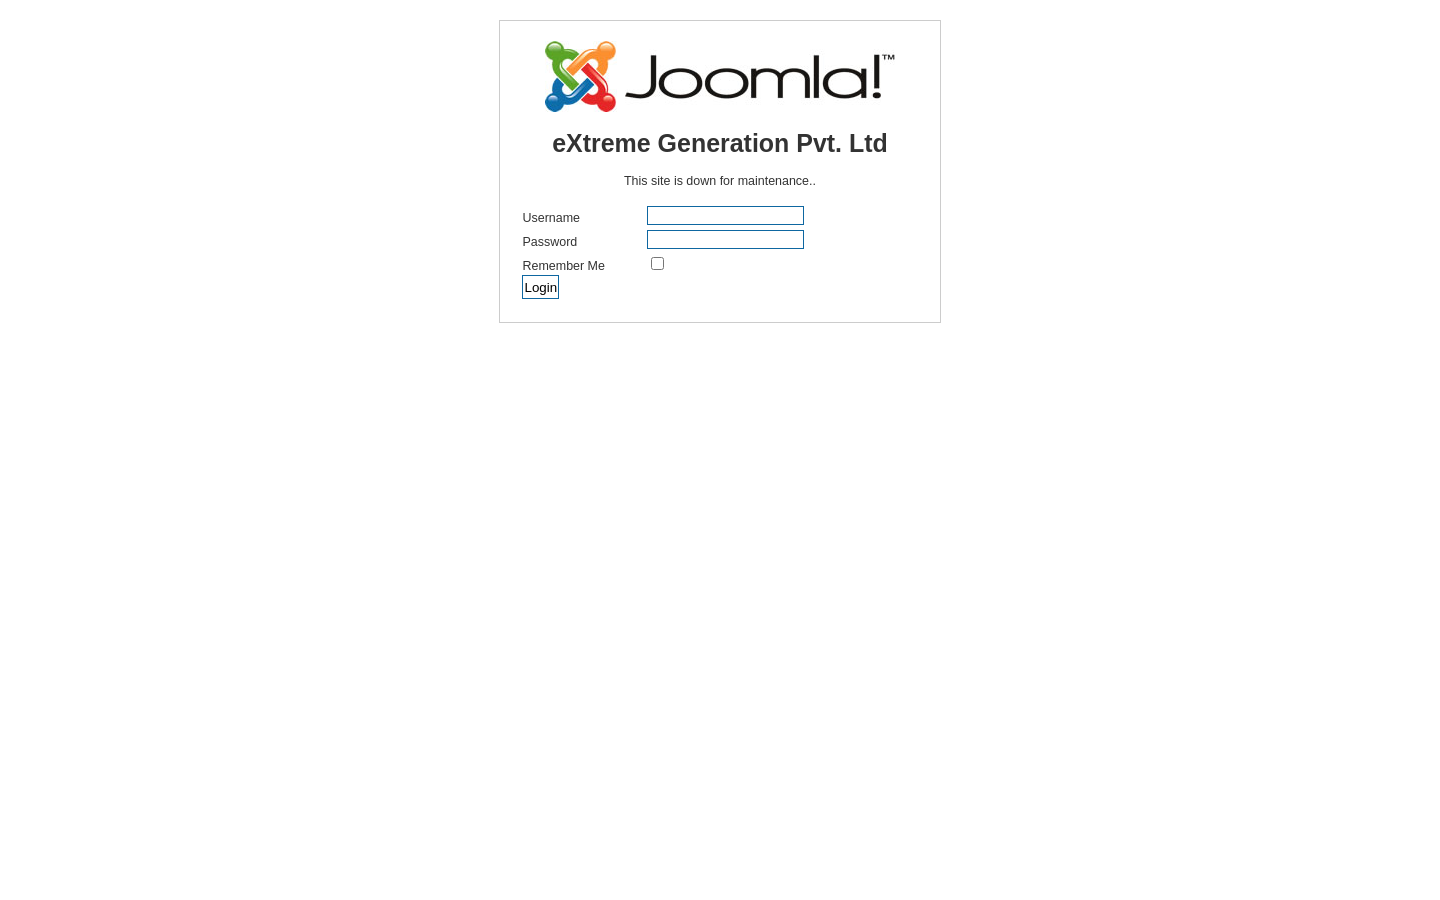 Joomla!™
eXtreme Generation Pvt. Ltd
This site is down for maintenance..
Username
Password
Remember Me
Login